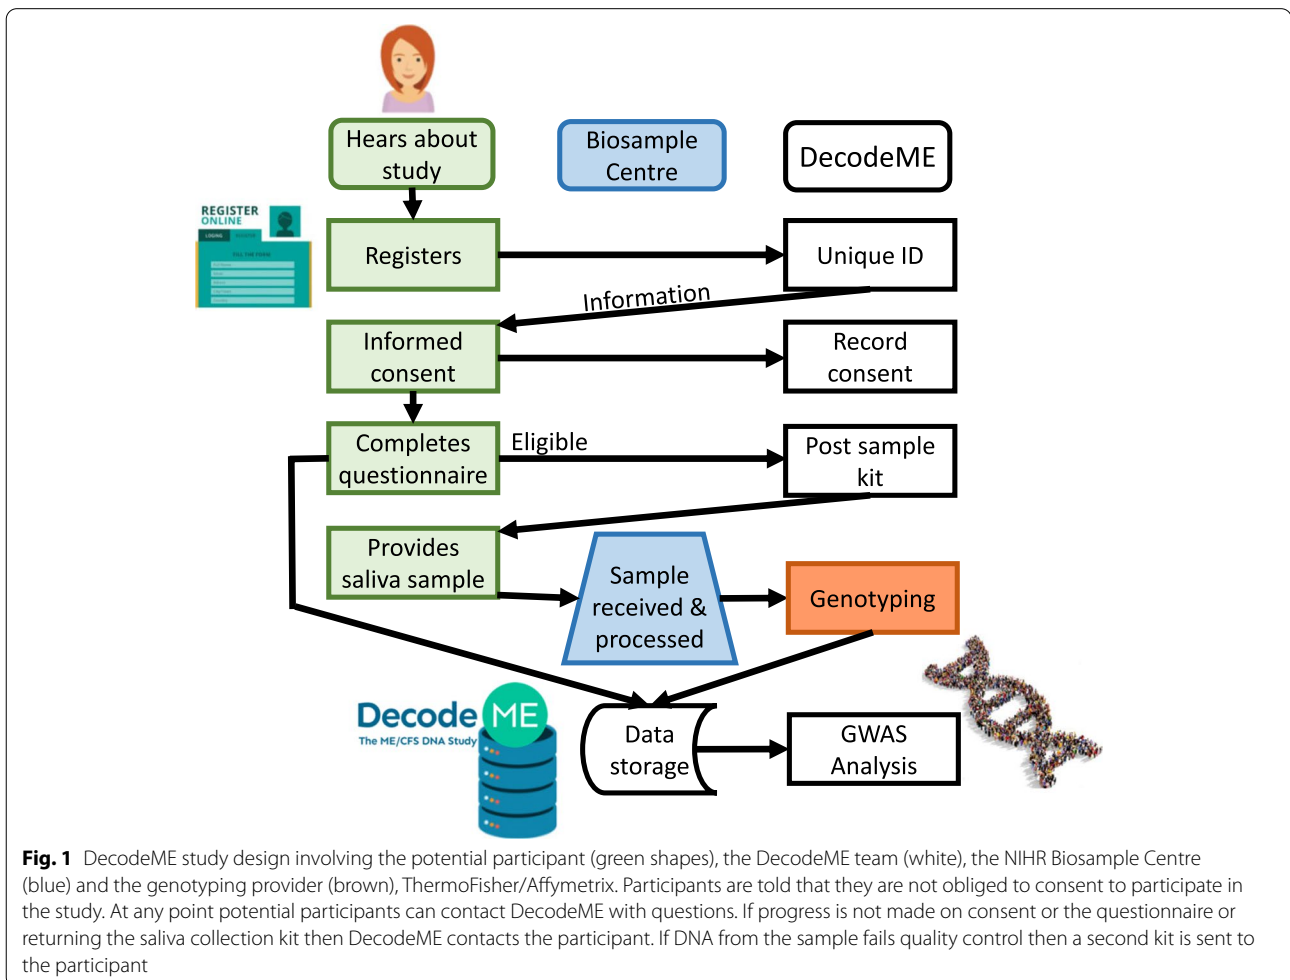 Hears about
study
Biosample
Centre
DecodeME
REGISTER
ONLINE
Registers
Unique ID
Information
Informed
consent
Record
consent
Completes
questionnaire
Eligible
Post sample
kit
Provides
saliva sample
Sample
received &
processed
Genotyping
Decode ME
The ME/CFS DNA Study
Data
storage
GWAS
Analysis
Fig. 1 DecodeME study design involving the potential participant (green shapes), the DecodeME team (white), the NIHR Biosample Centre
(blue) and the genotyping provider (brown), ThermoFisher/Affymetrix. Participants are told that they are not obliged to consent to participate in
the study. At any point potential participants can contact DecodeME with questions. If progress is not made on consent or the questionnaire or
returning the saliva collection kit then DecodeME contacts the participant. If DNA from the sample fails quality control then a second kit is sent to
the participant